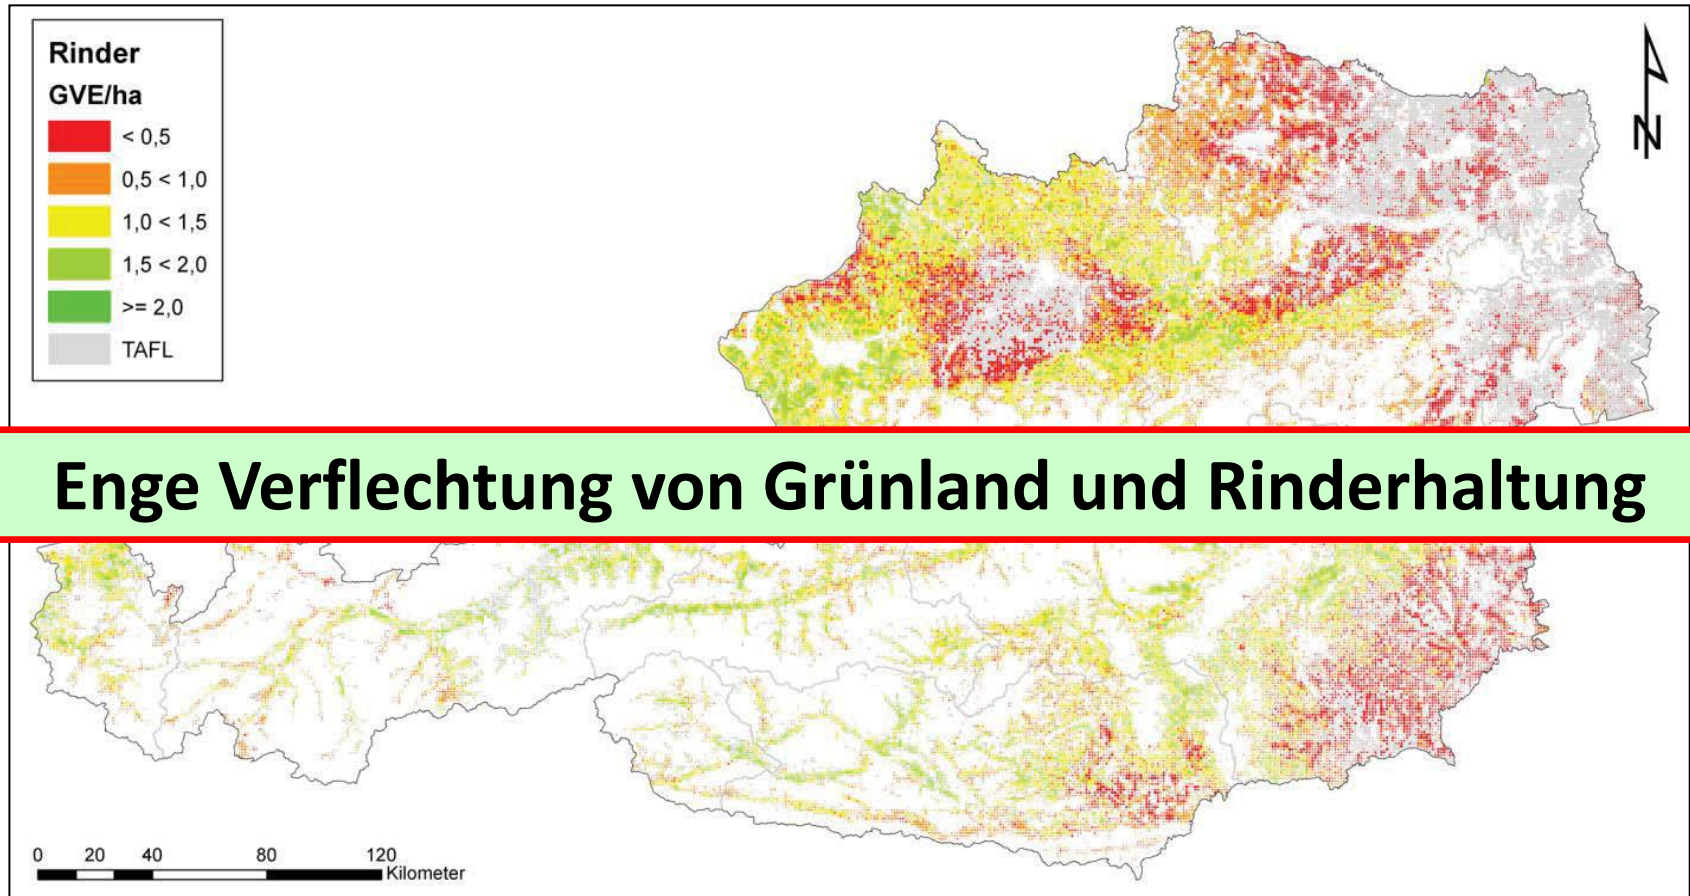 Rinder
GVE/ha
< 0,5
0,5 < 1,0
1,0 < 1,5
1,5 < 2,0
>= 2,0
TAFL
N
Enge Verflechtung von Grünland und Rinderhaltung
0 20 40 80 120
Kilometer